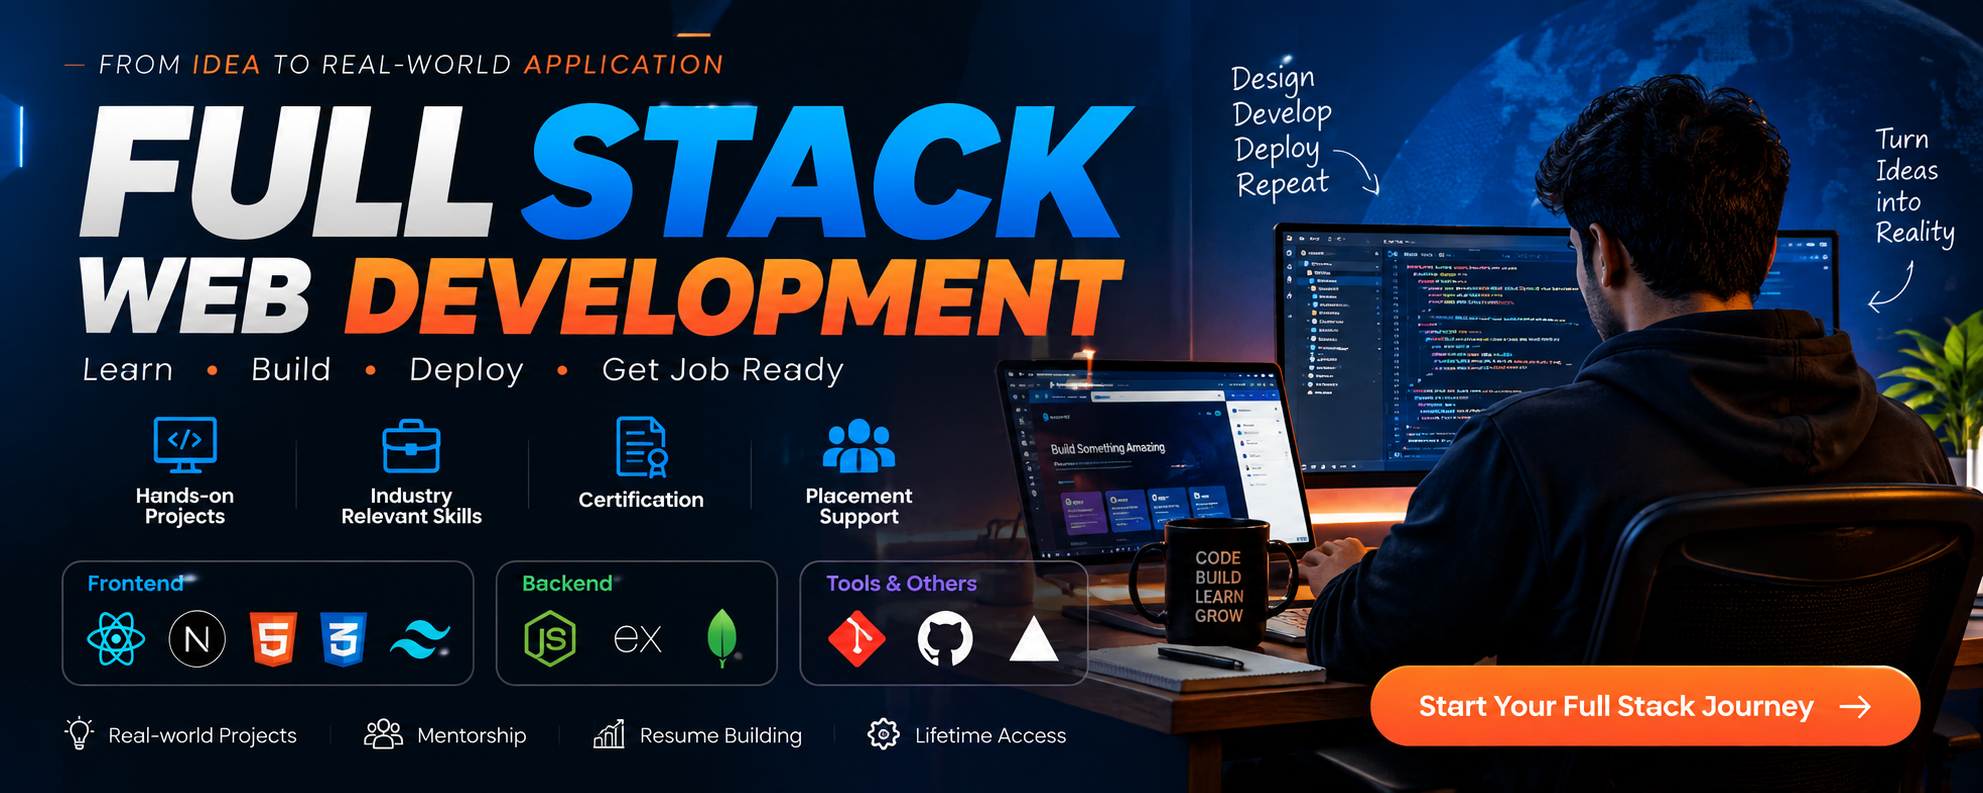 — FROM IDEA TO REAL-WORLD APPLICATION
FULL STACK
WEB DEVELOPMENT
Learn • Build • Deploy • Get Job Ready
Hands-on
Projects
Industry
Relevant Skills
Certification
Placement
Support
Frontend
N
5
3
Backend
JS
ex
Tools & Others
Real-world Projects
Mentorship
Resume Building
Lifetime Access
Design
Develop
Deploy
Repeat
Turn
Ideas
into
Reality
Build Something Amazing
CODE
BUILD
LEARN
GROW
Start Your Full Stack Journey →